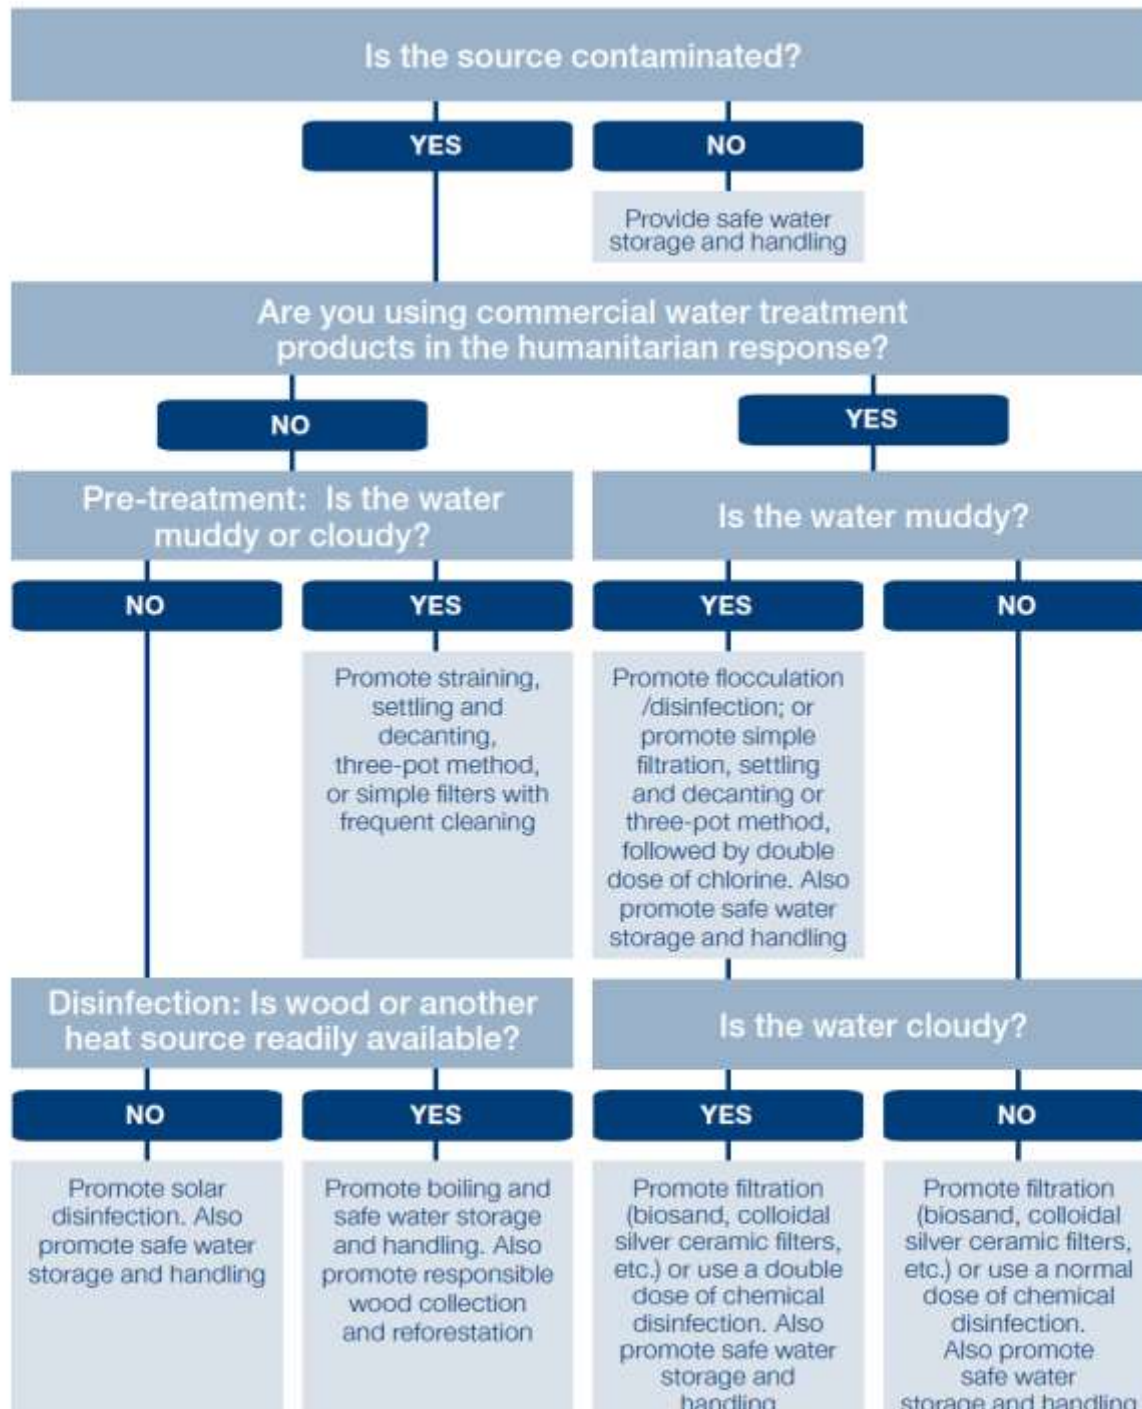 Is the source contaminated?
YES
NO
Provide safe water
storage and handling
Are you using commercial water treatment
products in the humanitarian response?
NO
YES
Pre-treatment: Is the water
muddy or cloudy?
Is the water muddy?
NO
YES
YES
NO
Promote straining,
settling and
decanting,
three-pot method,
or simple filters with
frequent cleaning
Promote flocculation
/disinfection; or
promote simple
filtration, settling
and decanting or
three-pot method,
followed by double
dose of chlorine. Also
promote safe water
storage and handling
Disinfection: Is wood or another
heat source readily available?
Is the water cloudy?
NO
YES
YES
NO
Promote solar
disinfection. Also
promote safe water
storage and handling
Promote boiling and
safe water storage
and handling. Also
promote responsible
wood collection
and reforestation
Promote filtration
(biosand, colloidal
silver ceramic filters,
etc.) or use a double
dose of chemical
disinfection. Also
promote safe water
storage and
handling
Promote filtration
(biosand, colloidal
silver ceramic filters,
etc.) or use a normal
dose of chemical
disinfection.
Also promote
safe water
storage and handling